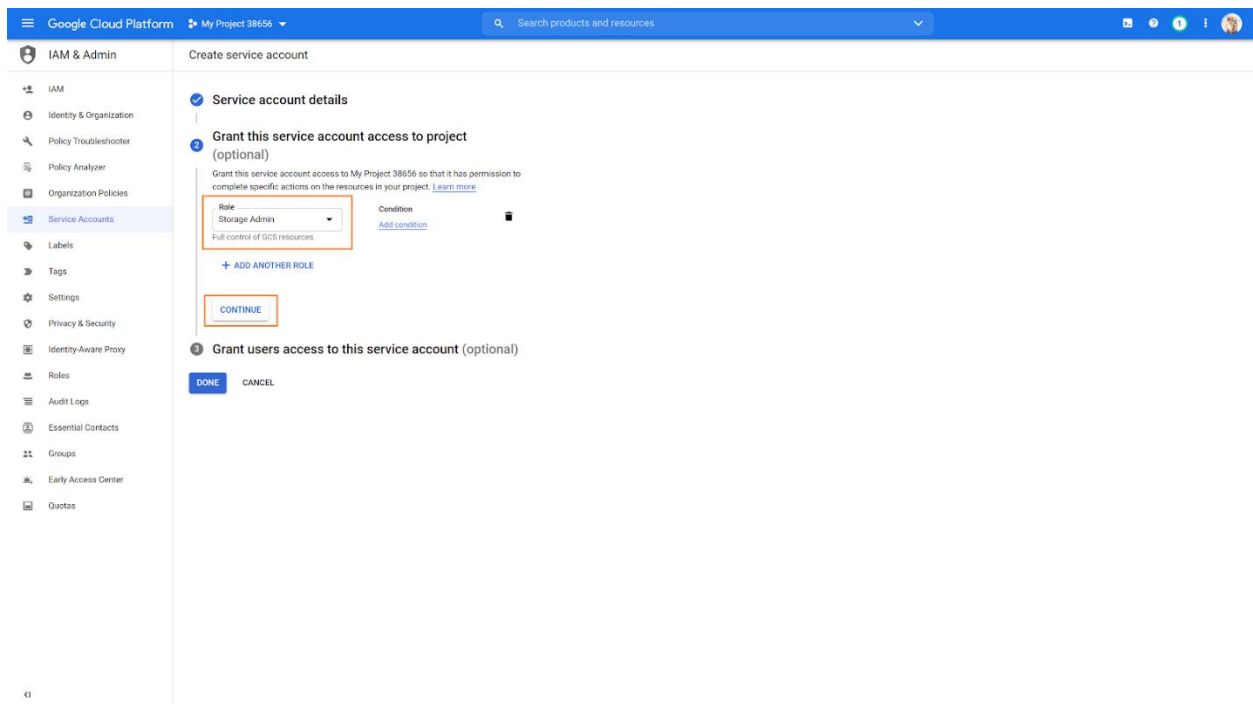 Google Cloud Platform
My Project 38656
Search products and resources
1
IAM & Admin
Create service account
IAM
Identity & Organization
Policy Troubleshooter
Policy Analyzer
Organization Policies
Service Accounts
Labels
Tags
Settings
Privacy & Security
Identity-Aware Proxy
Roles
Audit Logs
Essential Contacts
Groups
Early Access Center
Quotas
Service account details
2
Grant this service account access to project
(optional)
Grant this service account access to My Project 38656 so that it has permission to
complete specific actions on the resources in your project. Learn more
Role
Storage Admin
Full control of GCS resources.
Condition
Add condition
+ ADD ANOTHER ROLE
CONTINUE
3 Grant users access to this service account (optional)
DONE CANCEL